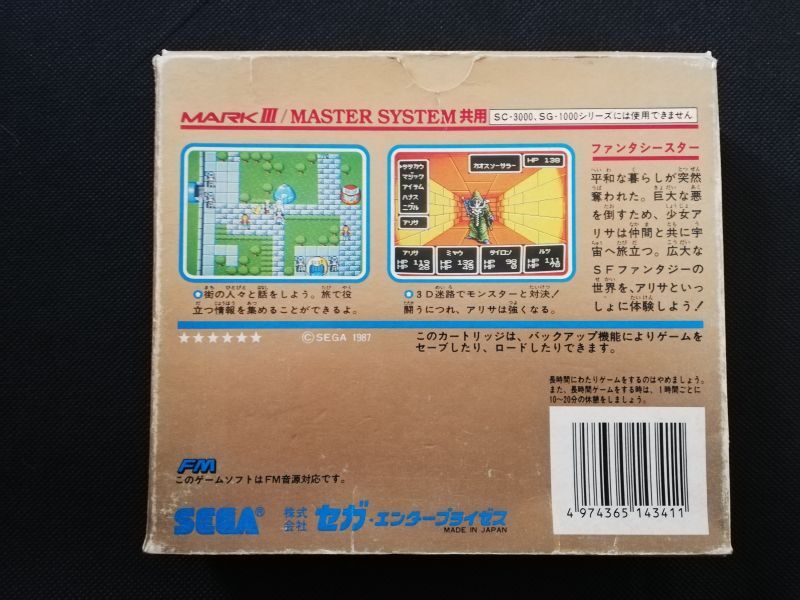 MARK III / MASTER SYSTEM 共用
SC-3000、SG-1000シリーズには使用できません
カオスソーサラー
HP 138
タタカウ
マジック
アイテム
ハナス
ニゲル
アリサ
アリサ ミャウ タイロン ルツ
HP 119 HP 132 HP 90 HP 111
MP 20 MP 49 MP 0 MP 78
ファンタシースター
平和な暮らしが突然
奪われた。巨大な悪
を倒すため、少女ア
リサは仲間と共に宇
宙へ旅立つ。広大な
SFファンタジーの
世界を、アリサといっ
しょに体験しよう!
街の人々と話をしよう。旅で役
立つ情報を集めることができるよ。
3D迷路でモンスターと対決!
闘うにつれ、アリサは強くなる。
★★★★★★
©SEGA 1987
このカートリッジは、バックアップ機能によりゲームを
セーブしたり、ロードしたりできます。
長時間にわたりゲームをするのはやめましょう。
また、長時間ゲームをする時は、1時間ごとに
10〜20分の休憩をしましょう。
FM
このゲームソフトはFM音源対応です。
SEGA® 株式会社 セガ・エンタープライゼス
MADE IN JAPAN
4 974365 143411